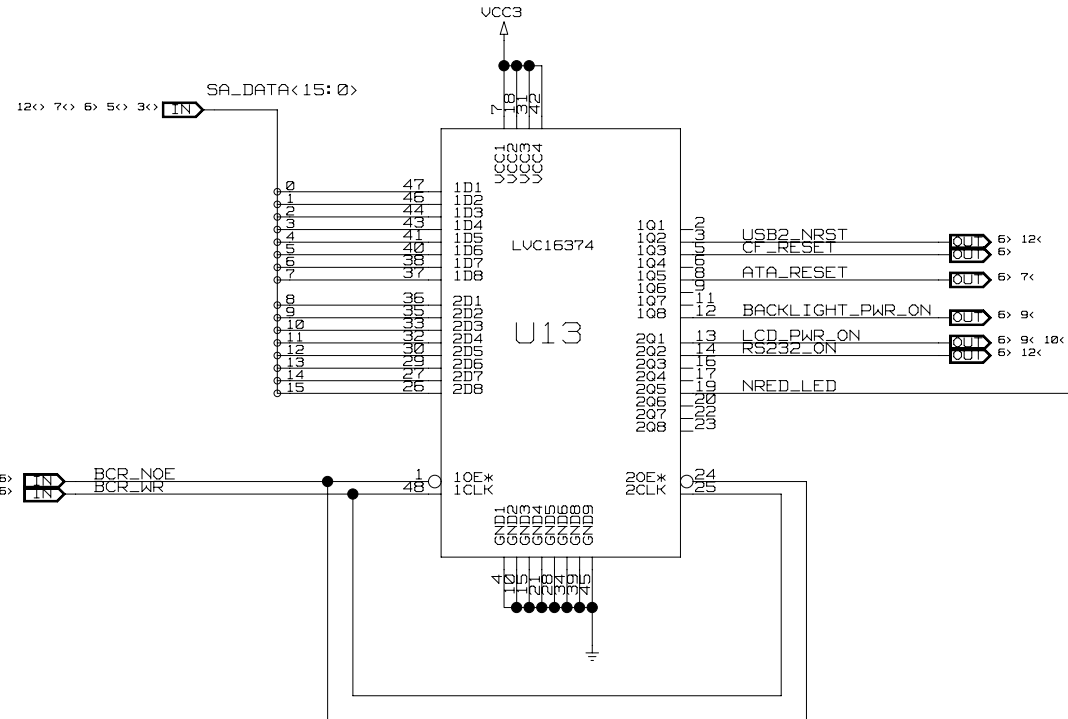 VCC3
SA_DATA<15:0>
12<> 7<> 6> 5<> 3<> IN
7 18 31 42
VCC1 VCC2 VCC3 VCC4
0 47 1D1
1 46 1D2
2 44 1D3
3 43 1D4
4 41 1D5
5 40 1D6
6 38 1D7
7 37 1D8
8 36 2D1
9 35 2D2
10 33 2D3
11 32 2D4
12 30 2D5
13 29 2D6
14 27 2D7
15 26 2D8
LVC16374
U13
1Q1 2
1Q2 3 USB2_NRST OUT 6> 12<
1Q3 5 CF_RESET OUT 6>
1Q4 6
1Q5 8 ATA_RESET OUT 6> 7<
1Q6 9
1Q7 11
1Q8 12 BACKLIGHT_PWR_ON OUT 6> 9<
2Q1 13 LCD_PWR_ON OUT 6> 9< 10<
2Q2 14 RS232_ON OUT 6> 12<
2Q3 16
2Q4 17
2Q5 19 NRED_LED
2Q6 20
2Q7 22
2Q8 23
6> IN BCR_NOE 1 1OE*
6> IN BCR_WR 48 1CLK
2OE* 24
2CLK 25
GND1 GND2 GND3 GND4 GND5 GND6 GND8 GND9
4 10 15 21 28 34 39 45